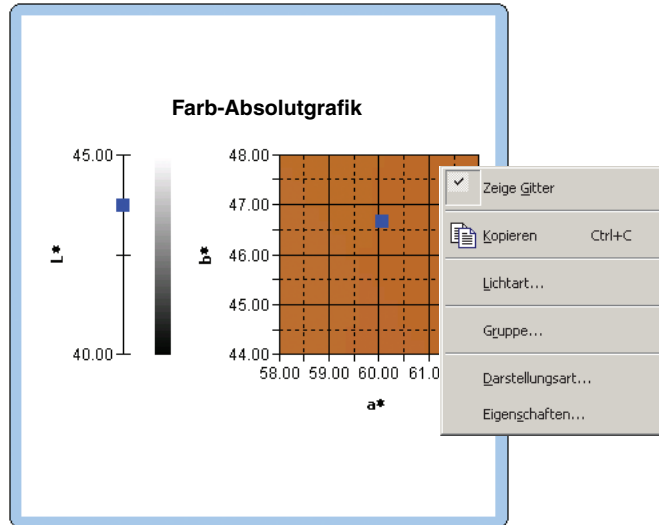 Farb-Absolutgrafik
45.00
40.00
L*
48.00
47.00
46.00
45.00
44.00
b*
58.00 59.00 60.00 61.0
a*
Zeige Gitter
Kopieren Ctrl+C
Lichtart...
Gruppe...
Darstellungsart...
Eigenschaften...